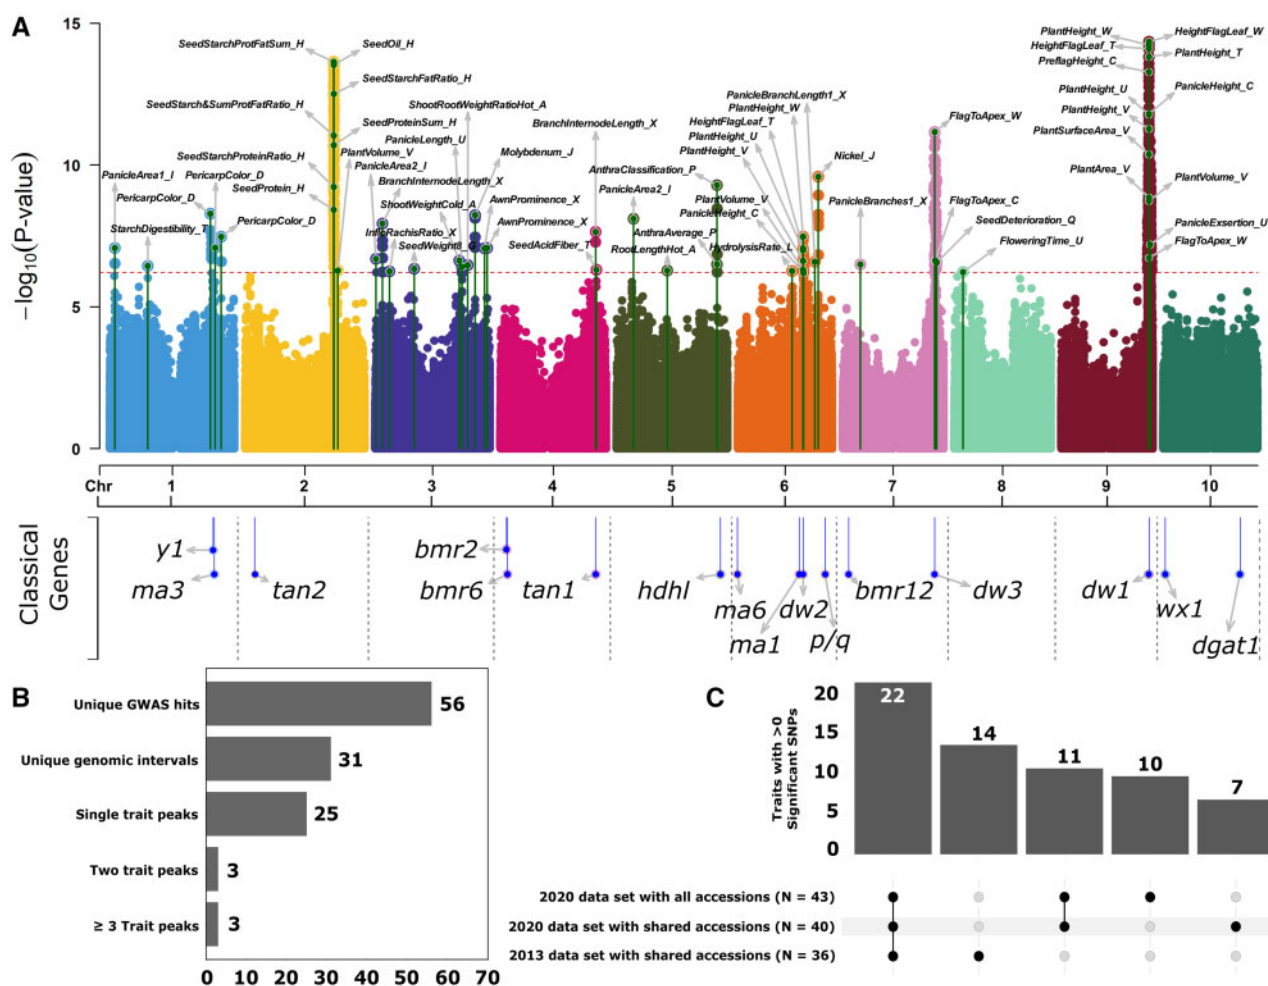 A
15
10
5
0
−log10(P-value)
SeedStarchProtFatSum_H
SeedOil_H
SeedStarchFatRatio_H
SeedStarch&SumProtFatRatio_H
SeedProteinSum_H
SeedStarchProteinRatio_H
SeedProtein_H
PlantVolume_V
PanicleArea1_I
PericarpColor_D
PericarpColor_D
PericarpColor_D
StarchDigestibility_T
ShootRootWeightRatioHot_A
PanicleLength_U
PanicleArea2_I
BranchInternodeLength_X
ShootWeightCold_A
InfloRachisRatio_X
SeedWeight8_G
Molybdenum_J
AwnProminence_X
AwnProminence_X
BranchInternodeLength_X
SeedAcidFiber_T
AnthraClassification_P
PanicleArea2_I
AnthraAverage_P
RootLengthHot_A
PanicleBranchLength1_X
PlantHeight_W
HeightFlagLeaf_T
PlantHeight_U
PlantHeight_V
PlantVolume_V
PanicleHeight_C
HydrolysisRate_L
Nickel_J
PanicleBranches1_X
FlagToApex_W
FlagToApex_C
SeedDeterioration_Q
FloweringTime_U
PlantHeight_W
HeightFlagLeaf_W
HeightFlagLeaf_T
PlantHeight_T
PreflagHeight_C
PlantHeight_U
PanicleHeight_C
PlantHeight_V
PlantSurfaceArea_V
PlantArea_V
PlantVolume_V
PanicleExsertion_U
FlagToApex_W
Chr 1 2 3 4 5 6 7 8 9 10
Classical
Genes
y1
ma3
tan2
bmr2
bmr6
tan1
hdhl
ma6
ma1
dw2
p/q
bmr12
dw3
dw1
wx1
dgat1
B
Unique GWAS hits 56
Unique genomic intervals 31
Single trait peaks 25
Two trait peaks 3
≥ 3 Trait peaks 3
0 10 20 30 40 50 60 70
C
Traits with >0
Significant SNPs
20
15
10
5
0
22 14 11 10 7
2020 data set with all accessions (N = 43)
2020 data set with shared accessions (N = 40)
2013 data set with shared accessions (N = 36)